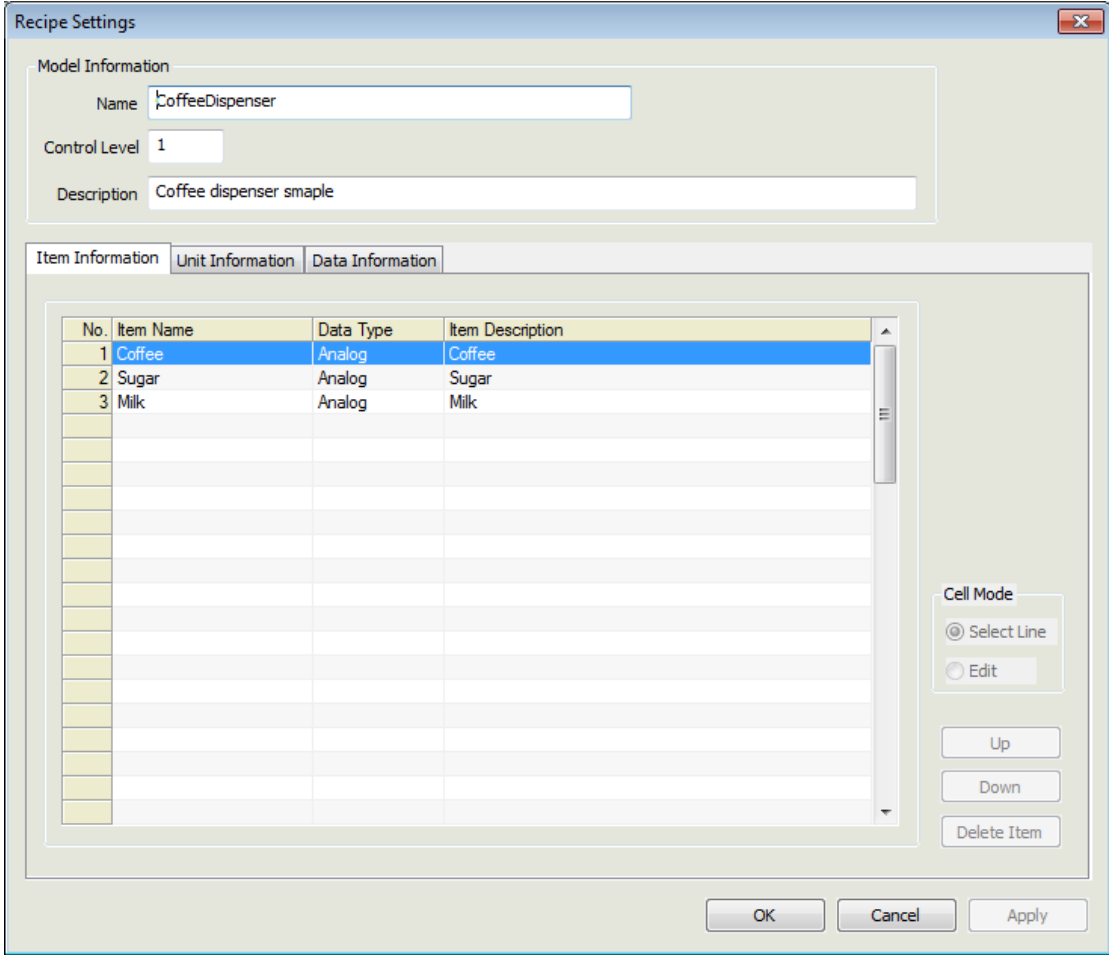 Recipe Settings
Model Information
Name CoffeeDispenser
Control Level 1
Description Coffee dispenser smaple
Item Information Unit Information Data Information
No. Item Name Data Type Item Description
1 Coffee Analog Coffee
2 Sugar Analog Sugar
3 Milk Analog Milk
Cell Mode
Select Line
Edit
Up
Down
Delete Item
OK Cancel Apply